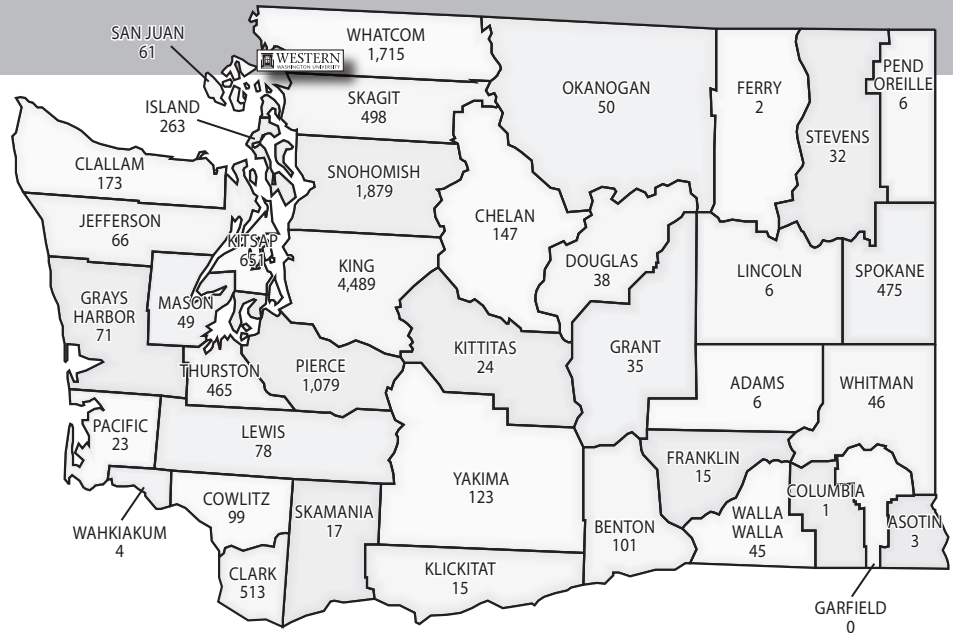 SAN JUAN
61
WHATCOM
1,715
WESTERN
WASHINGTON UNIVERSITY
ISLAND
263
SKAGIT
498
OKANOGAN
50
FERRY
2
PEND
OREILLE
6
STEVENS
32
CLALLAM
173
SNOHOMISH
1,879
JEFFERSON
66
CHELAN
147
KITSAP
651
KING
4,489
DOUGLAS
38
LINCOLN
6
SPOKANE
475
GRAYS
HARBOR
71
MASON
49
THURSTON
465
PIERCE
1,079
KITTITAS
24
GRANT
35
ADAMS
6
WHITMAN
46
PACIFIC
23
LEWIS
78
YAKIMA
123
FRANKLIN
15
COLUMBIA
1
WAHKIAKUM
4
COWLITZ
99
SKAMANIA
17
BENTON
101
WALLA
WALLA
45
ASOTIN
3
CLARK
513
KLICKITAT
15
GARFIELD
0